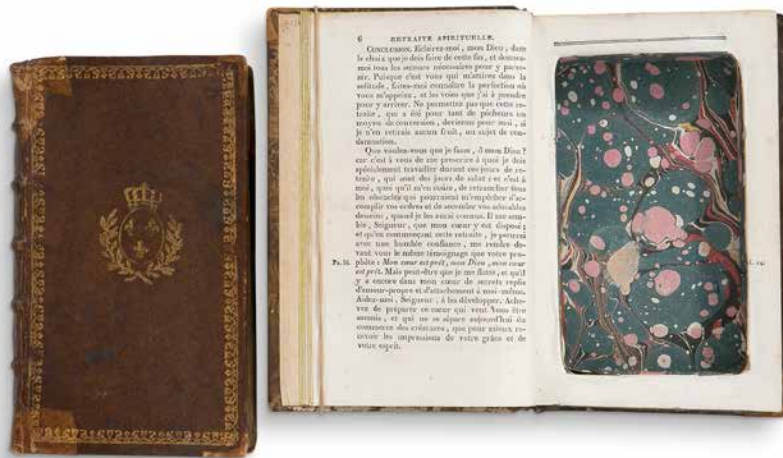 6 RETRAITE SPIRITUELLE.
CONCLUSION. Eclairez-moi, mon Dieu, dans
le choix que je dois faire de cette fin, et donnez-
moi tous les secours nécessaires pour y parve-
nir. Puisque c'est vous qui m'attirez dans la
solitude, faites-moi connaître la perfection où
vous m'appelez, et les voies que j'ai à prendre
pour y arriver. Ne permettez pas que cette re-
traite, qui a été pour tant de pécheurs un
moyen de conversion, devienne pour moi, si
je n'en retirais aucun fruit, un sujet de con-
damnation.
Que voulez-vous que je fasse, ô mon Dieu?
car c'est à vous de me prescrire à quoi je dois
spécialement travailler durant ces jours de re-
traite, qui sont des jours de salut; et c'est à
moi, quoi qu'il m'en coûte, de retrancher tous
les obstacles qui pourraient m'empêcher d'ac-
complir vos ordres et de seconder vos adorables
desseins, quand je les aurai connus. Il me sem-
ble, Seigneur, que mon cœur y est disposé;
et qu'en commençant cette retraite, je pourrai
avec une humble confiance, me rendre de-
vant vous le même témoignage que votre pro-
Ps. 56. phète: Mon cœur est prêt, mon Dieu, mon cœur
est prêt. Mais peut-être que je me flatte, et qu'il
y a encore dans mon cœur de secrets replis
d'amour-propre et d'attachement à moi-même.
Aidez-moi, Seigneur, à les développer. Ache-
vez de préparer ce cœur qui veut vous être
soumis, et qui ne se sépare aujourd'hui du
commerce des créatures, que pour mieux re-
cevoir les impressions de votre grâce et de
votre esprit.